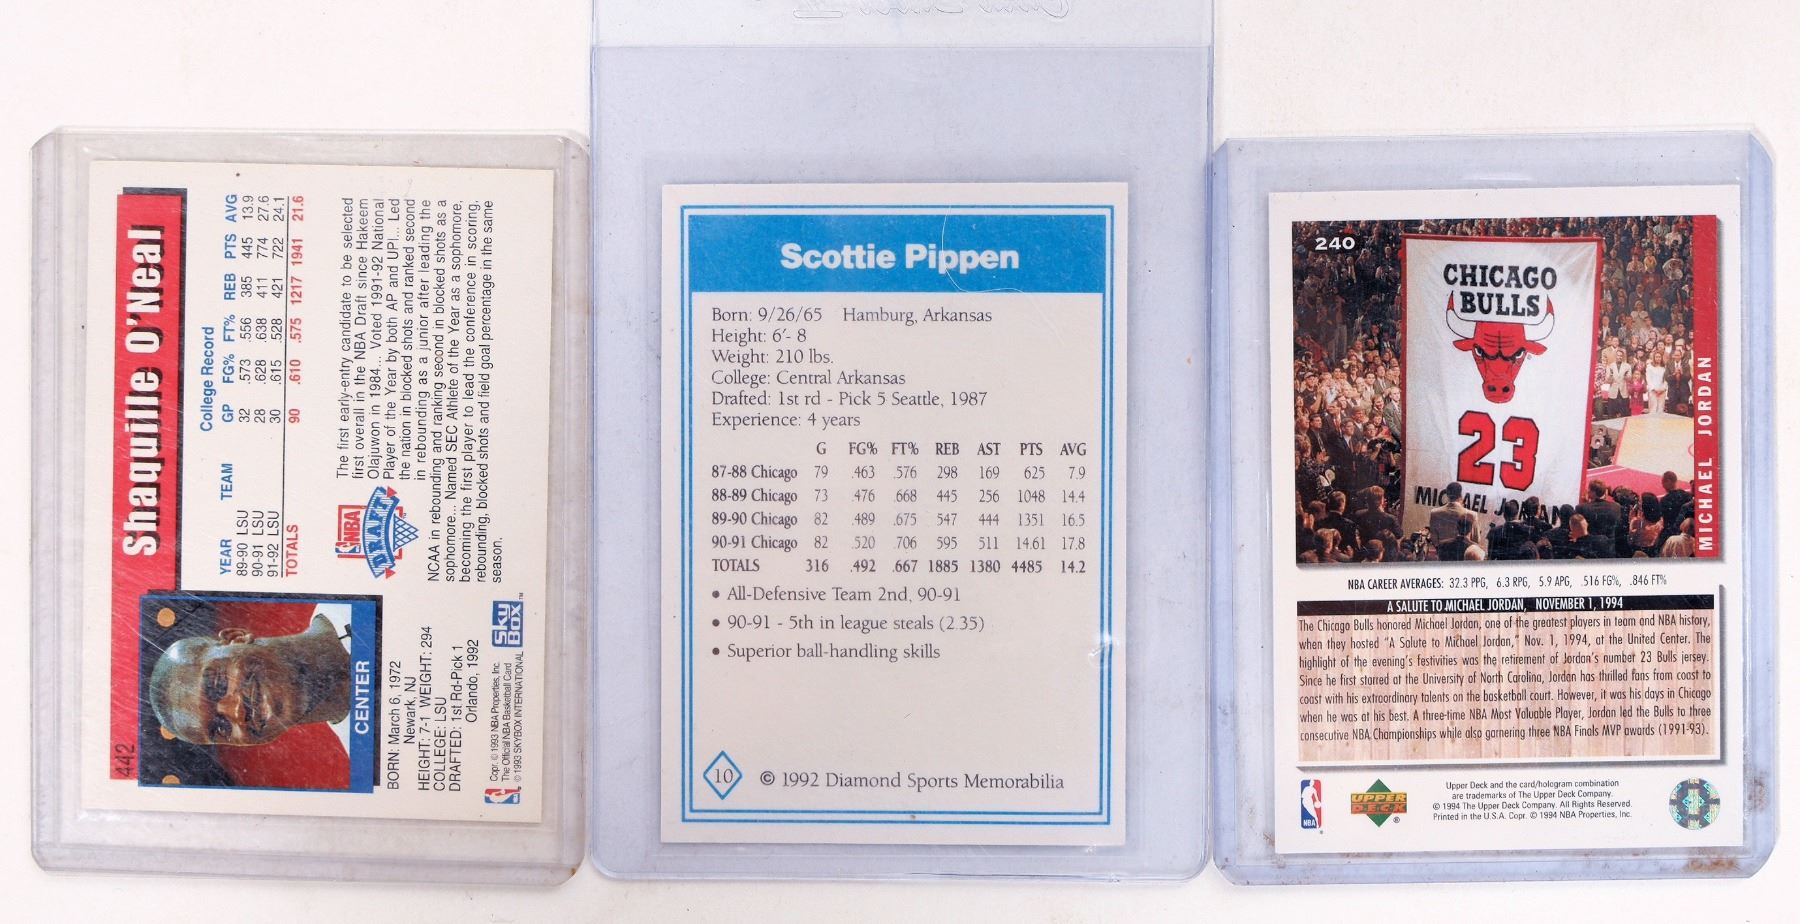 442
Shaquille O'Neal
College Record
YEAR TEAM GP FG% FT% REB PTS AVG
89-90 LSU 32 .573 .556 385 445 13.9
90-91 LSU 28 .628 .638 411 774 27.6
91-92 LSU 30 .615 .528 421 722 24.1
TOTALS 90 .610 .575 1217 1941 21.6
NBA
DRAFT
The first early-entry candidate to be selected
first overall in the NBA Draft since Hakeem
Olajuwon in 1984... Voted 1991-92 National
Player of the Year by both AP and UPI... Led
the nation in blocked shots and ranked second
in rebounding as a junior after leading the
NCAA in rebounding and ranking second in blocked shots as a
sophomore... Named SEC Athlete of the Year as a sophomore,
becoming the first player to lead the conference in scoring,
rebounding, blocked shots and field goal percentage in the same
season.
CENTER
BORN: March 6, 1972
Newark, NJ
HEIGHT: 7-1 WEIGHT: 294
COLLEGE: LSU
DRAFTED: 1st Rd-Pick 1
Orlando, 1992
Copr. © 1993 NBA Properties, Inc.
The Official NBA Basketball Card
© 1993 SKYBOX INTERNATIONAL
SKY
BOX™
Scottie Pippen
Born: 9/26/65 Hamburg, Arkansas
Height: 6'- 8
Weight: 210 lbs.
College: Central Arkansas
Drafted: 1st rd - Pick 5 Seattle, 1987
Experience: 4 years
G FG% FT% REB AST PTS AVG
87-88 Chicago 79 .463 .576 298 169 625 7.9
88-89 Chicago 73 .476 .668 445 256 1048 14.4
89-90 Chicago 82 .489 .675 547 444 1351 16.5
90-91 Chicago 82 .520 .706 595 511 14.61 17.8
TOTALS 316 .492 .667 1885 1380 4485 14.2
• All-Defensive Team 2nd, 90-91
• 90-91 - 5th in league steals (2.35)
• Superior ball-handling skills
10 © 1992 Diamond Sports Memorabilia
240
CHICAGO
BULLS
23
MICHAEL JORDAN
MICHAEL JORDAN
NBA CAREER AVERAGES: 32.3 PPG, 6.3 RPG, 5.9 APG, .516 FG%, .846 FT%
A SALUTE TO MICHAEL JORDAN, NOVEMBER 1, 1994
The Chicago Bulls honored Michael Jordan, one of the greatest players in team and NBA history,
when they hosted "A Salute to Michael Jordan," Nov. 1, 1994, at the United Center. The
highlight of the evening's festivities was the retirement of Jordan's number 23 Bulls jersey.
Since he first starred at the University of North Carolina, Jordan has thrilled fans from coast to
coast with his extraordinary talents on the basketball court. However, it was his days in Chicago
when he was at his best. A three-time NBA Most Valuable Player, Jordan led the Bulls to three
consecutive NBA Championships while also garnering three NBA Finals MVP awards (1991-93).
NBA
UPPER
DECK
®
Upper Deck and the card/hologram combination
are trademarks of The Upper Deck Company.
© 1994 The Upper Deck Company. All Rights Reserved.
Printed in the U.S.A. Copr. © 1994 NBA Properties, Inc.